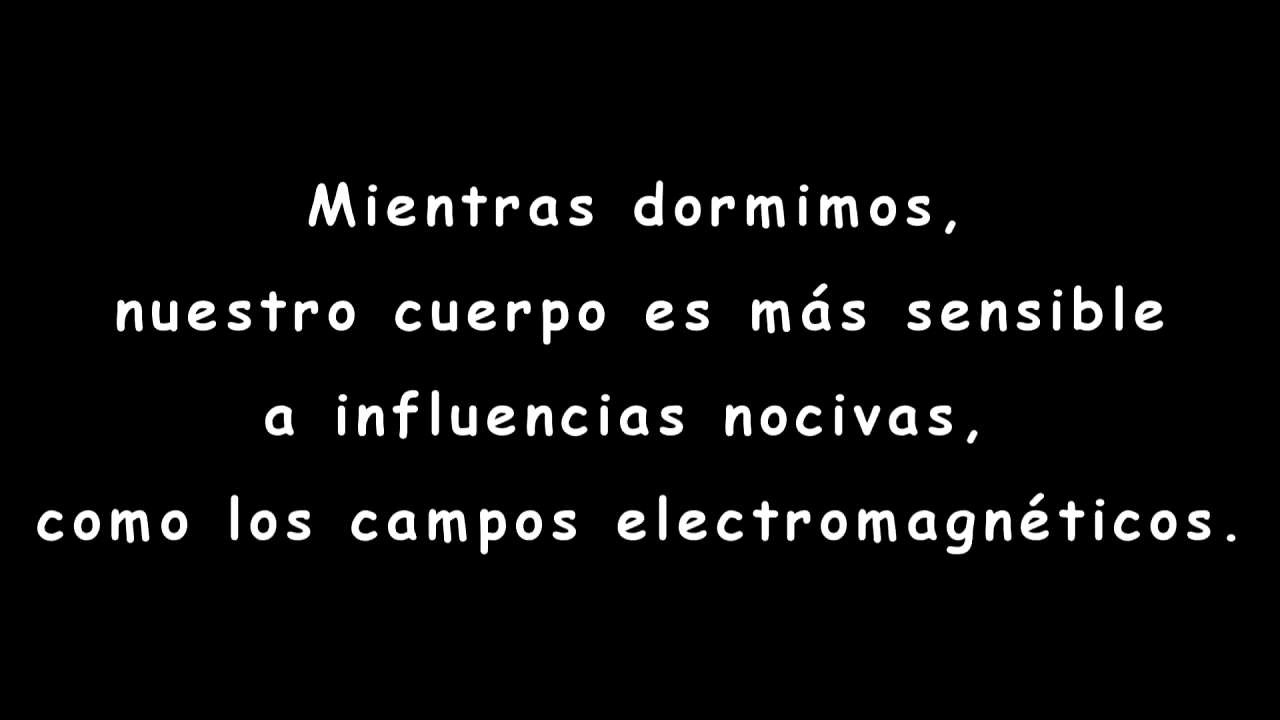 Mientras dormimos,
nuestro cuerpo es más sensible
a influencias nocivas,
como los campos electromagnéticos.